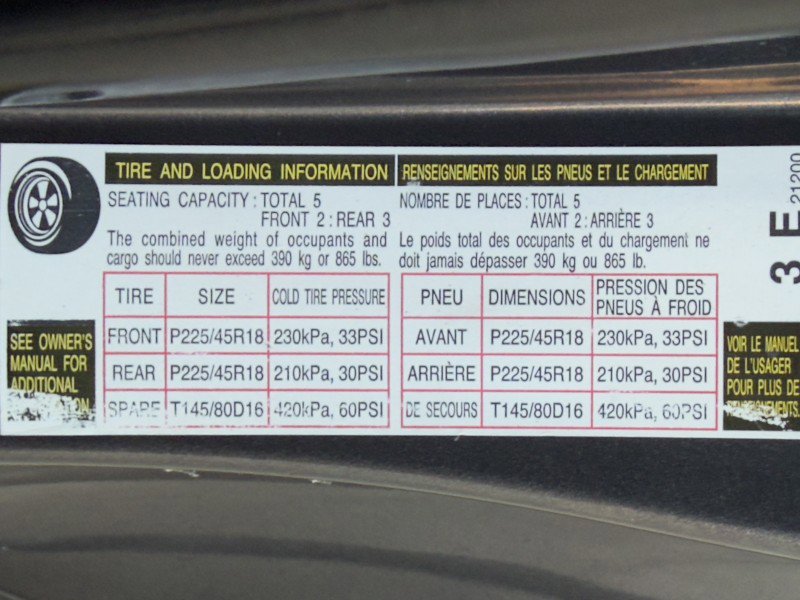 TIRE AND LOADING INFORMATION
SEATING CAPACITY : TOTAL 5
FRONT 2 : REAR 3
The combined weight of occupants and
cargo should never exceed 390 kg or 865 lbs.
TIRE SIZE COLD TIRE PRESSURE
FRONT P225/45R18 230kPa, 33PSI
REAR P225/45R18 210kPa, 30PSI
SPARE T145/80D16 420kPa, 60PSI
SEE OWNER'S
MANUAL FOR
ADDITIONAL
RENSEIGNEMENTS SUR LES PNEUS ET LE CHARGEMENT
NOMBRE DE PLACES : TOTAL 5
AVANT 2 : ARRIÈRE 3
Le poids total des occupants et du chargement ne
doit jamais dépasser 390 kg ou 865 lb.
PNEU DIMENSIONS PRESSION DES
PNEUS À FROID
AVANT P225/45R18 230kPa, 33PSI
ARRIÈRE P225/45R18 210kPa, 30PSI
DE SECOURS T145/80D16 420kPa, 60PSI
VOIR LE MANUEL
DE L'USAGER
POUR PLUS DE
RENSEIGNEMENTS.
3 E
21200